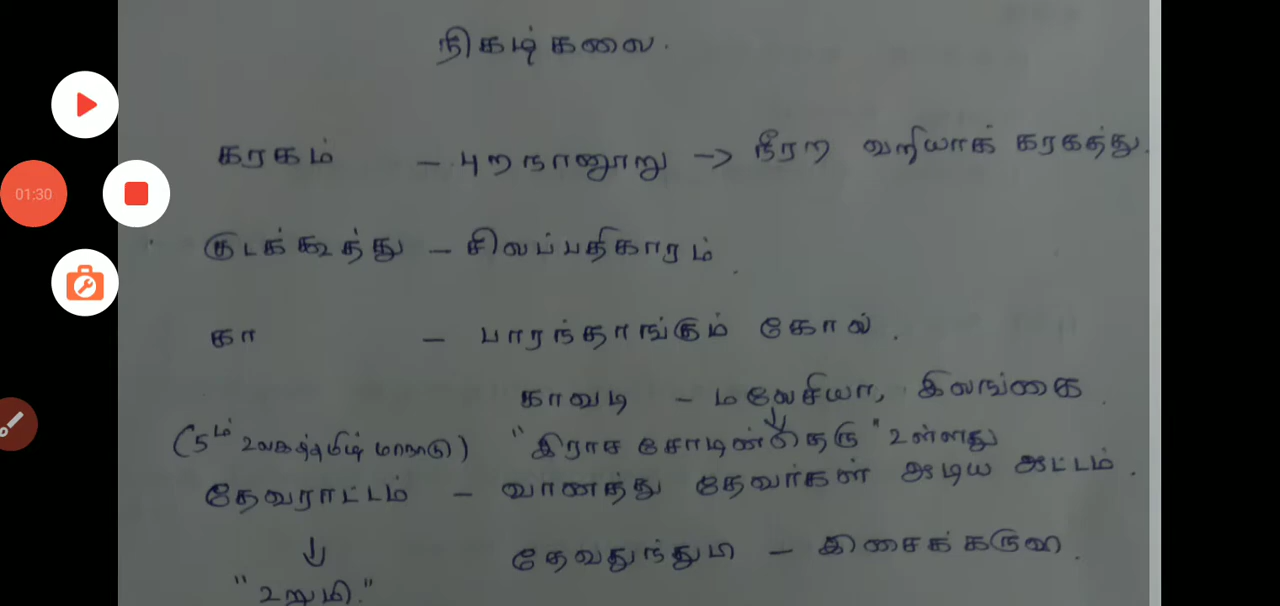 நிகழ்கலை.
கரகம் - புறநானூறு -> நீரற வறியாக் கரகத்து.
01:30
குடக்கூத்து - சிலப்பதிகாரம்.
கா - பாரந்தாங்கும் கோல்.
காவடி - மலேசியா, இலங்கை.
(5ம் உலகத்தமிழ் மாநாடு) "இராச சோழன் தெரு" உள்ளது
தேவராட்டம் - வானத்து தேவர்கள் ஆடிய ஆட்டம்.
↓ தேவதுந்துமி - இசைக் கருவி.
"உறுமி."